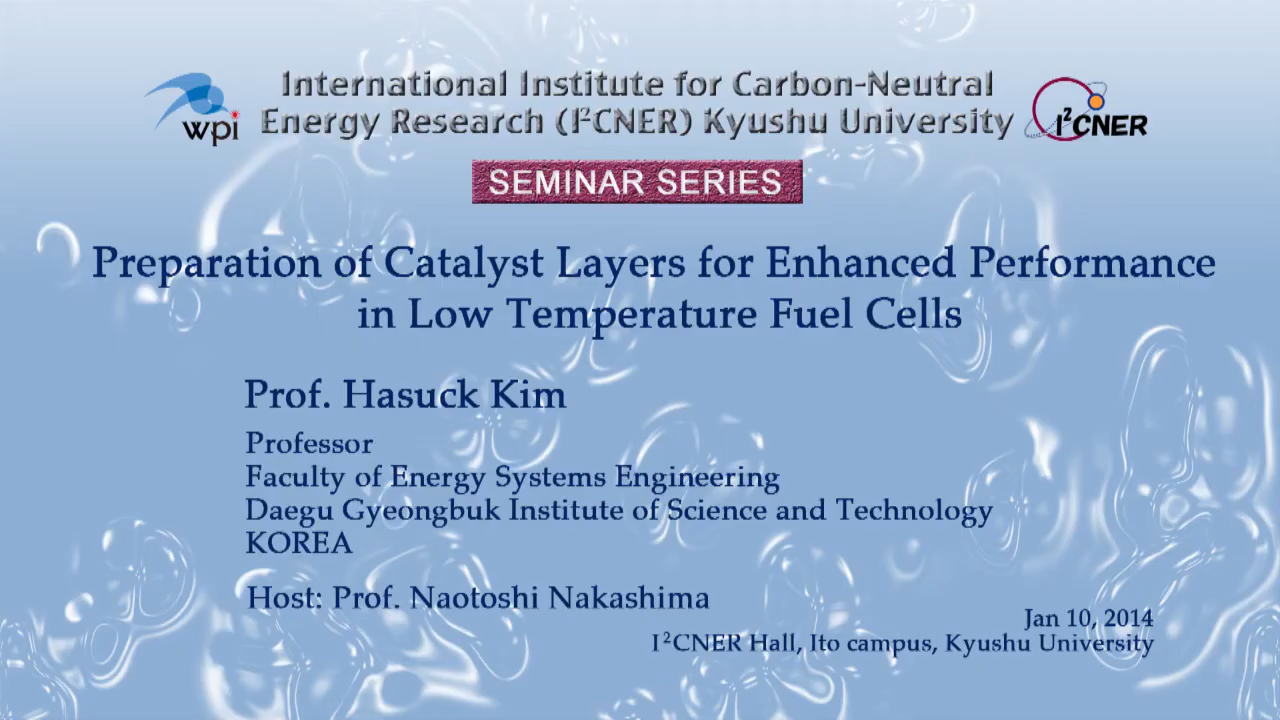 International Institute for Carbon-Neutral
Energy Research (I²CNER) Kyushu University
wpi
I²CNER
SEMINAR SERIES
Preparation of Catalyst Layers for Enhanced Performance
in Low Temperature Fuel Cells
Prof. Hasuck Kim
Professor
Faculty of Energy Systems Engineering
Daegu Gyeongbuk Institute of Science and Technology
KOREA
Host: Prof. Naotoshi Nakashima
Jan 10, 2014
I²CNER Hall, Ito campus, Kyushu University